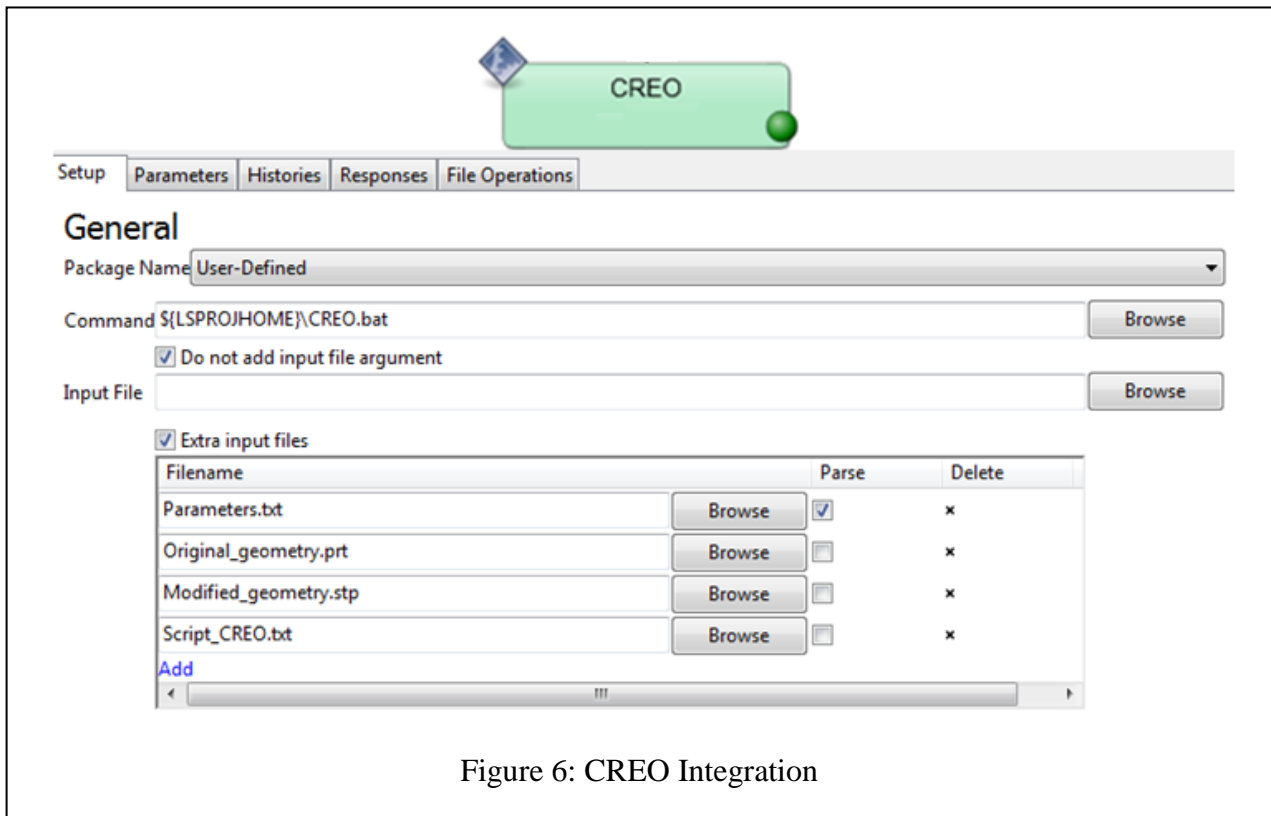 CREO
Setup Parameters Histories Responses File Operations
General
Package Name User-Defined
Command ${LSPROJHOME}\CREO.bat Browse
Do not add input file argument
Input File Browse
Extra input files
Filename Parse Delete
Parameters.txt Browse
Original_geometry.prt Browse
Modified_geometry.stp Browse
Script_CREO.txt Browse
Add
Figure 6: CREO Integration